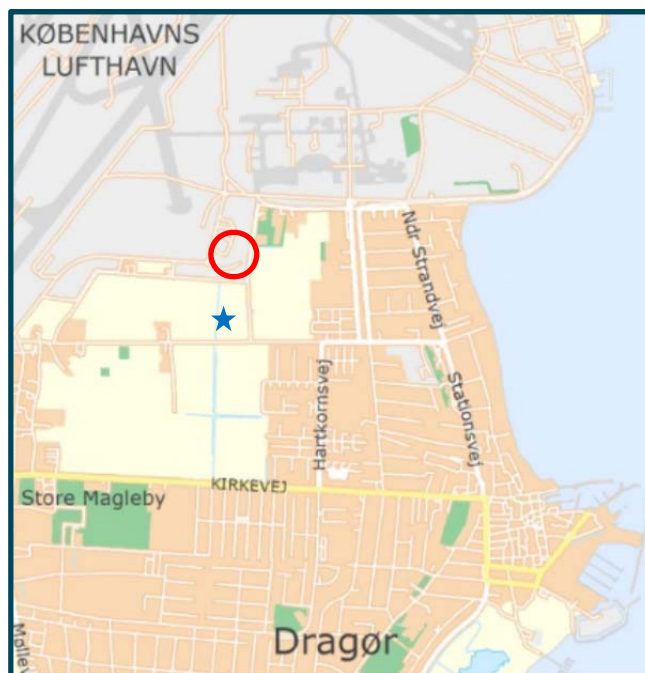 KØBENHAVNS
LUFTHAVN
Ndr Strandvej
Hartkornsvej
Stationsvej
KIRKEVEJ
Store Magleby
Dragør